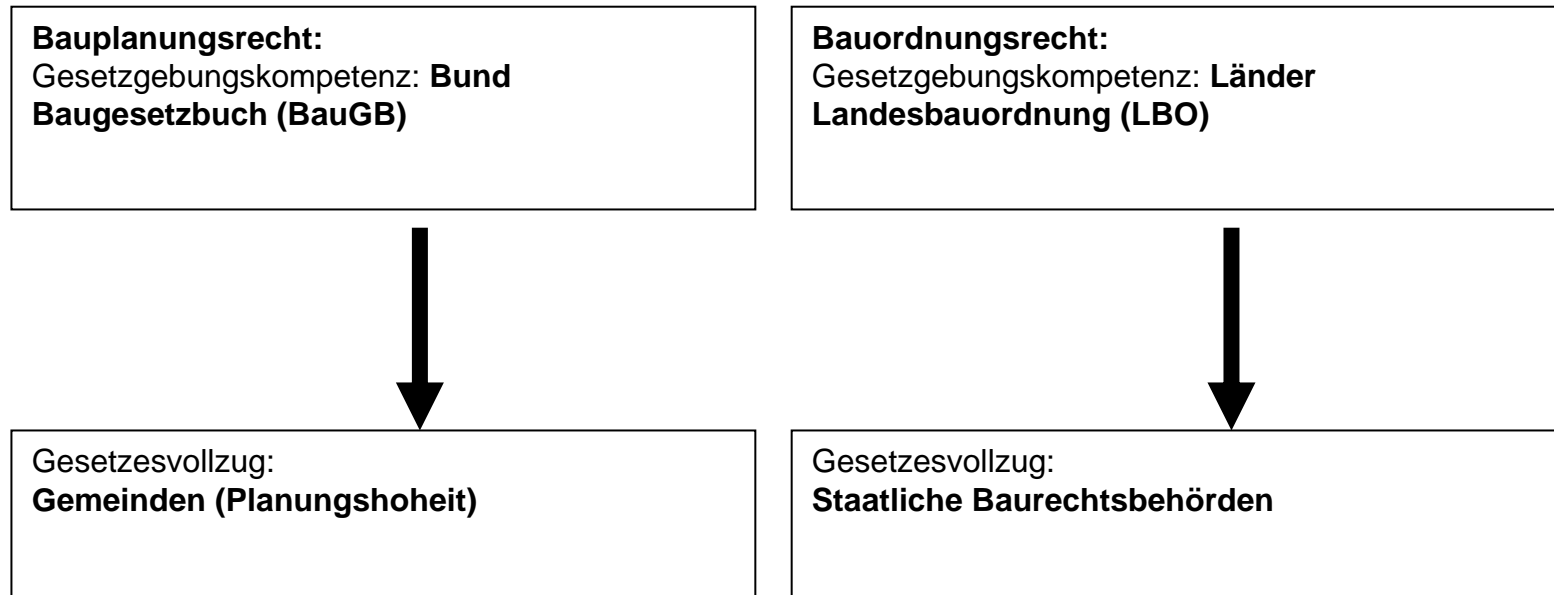 Bauplanungsrecht:
Gesetzgebungskompetenz: Bund
Baugesetzbuch (BauGB)
Bauordnungsrecht:
Gesetzgebungskompetenz: Länder
Landesbauordnung (LBO)
Gesetzesvollzug:
Gemeinden (Planungshoheit)
Gesetzesvollzug:
Staatliche Baurechtsbehörden